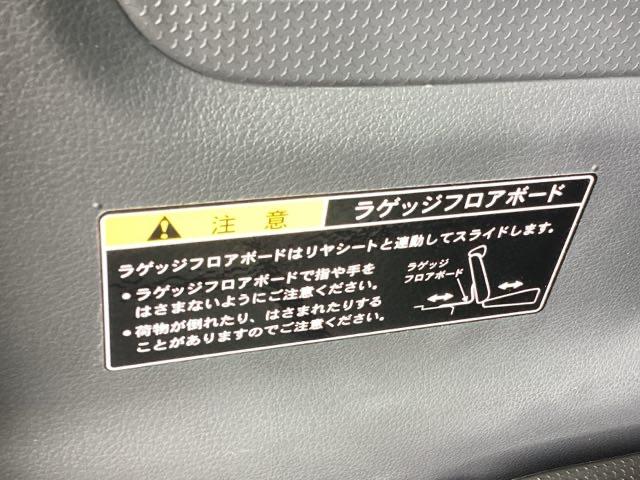 注意 ラゲッジフロアボード
ラゲッジフロアボードはリヤシートと連動してスライドします。
• ラゲッジフロアボードで指や手を
はさまないようにご注意ください。
• 荷物が倒れたり、はさまれたりする
ことがありますのでご注意ください。
ラゲッジ
フロアボード